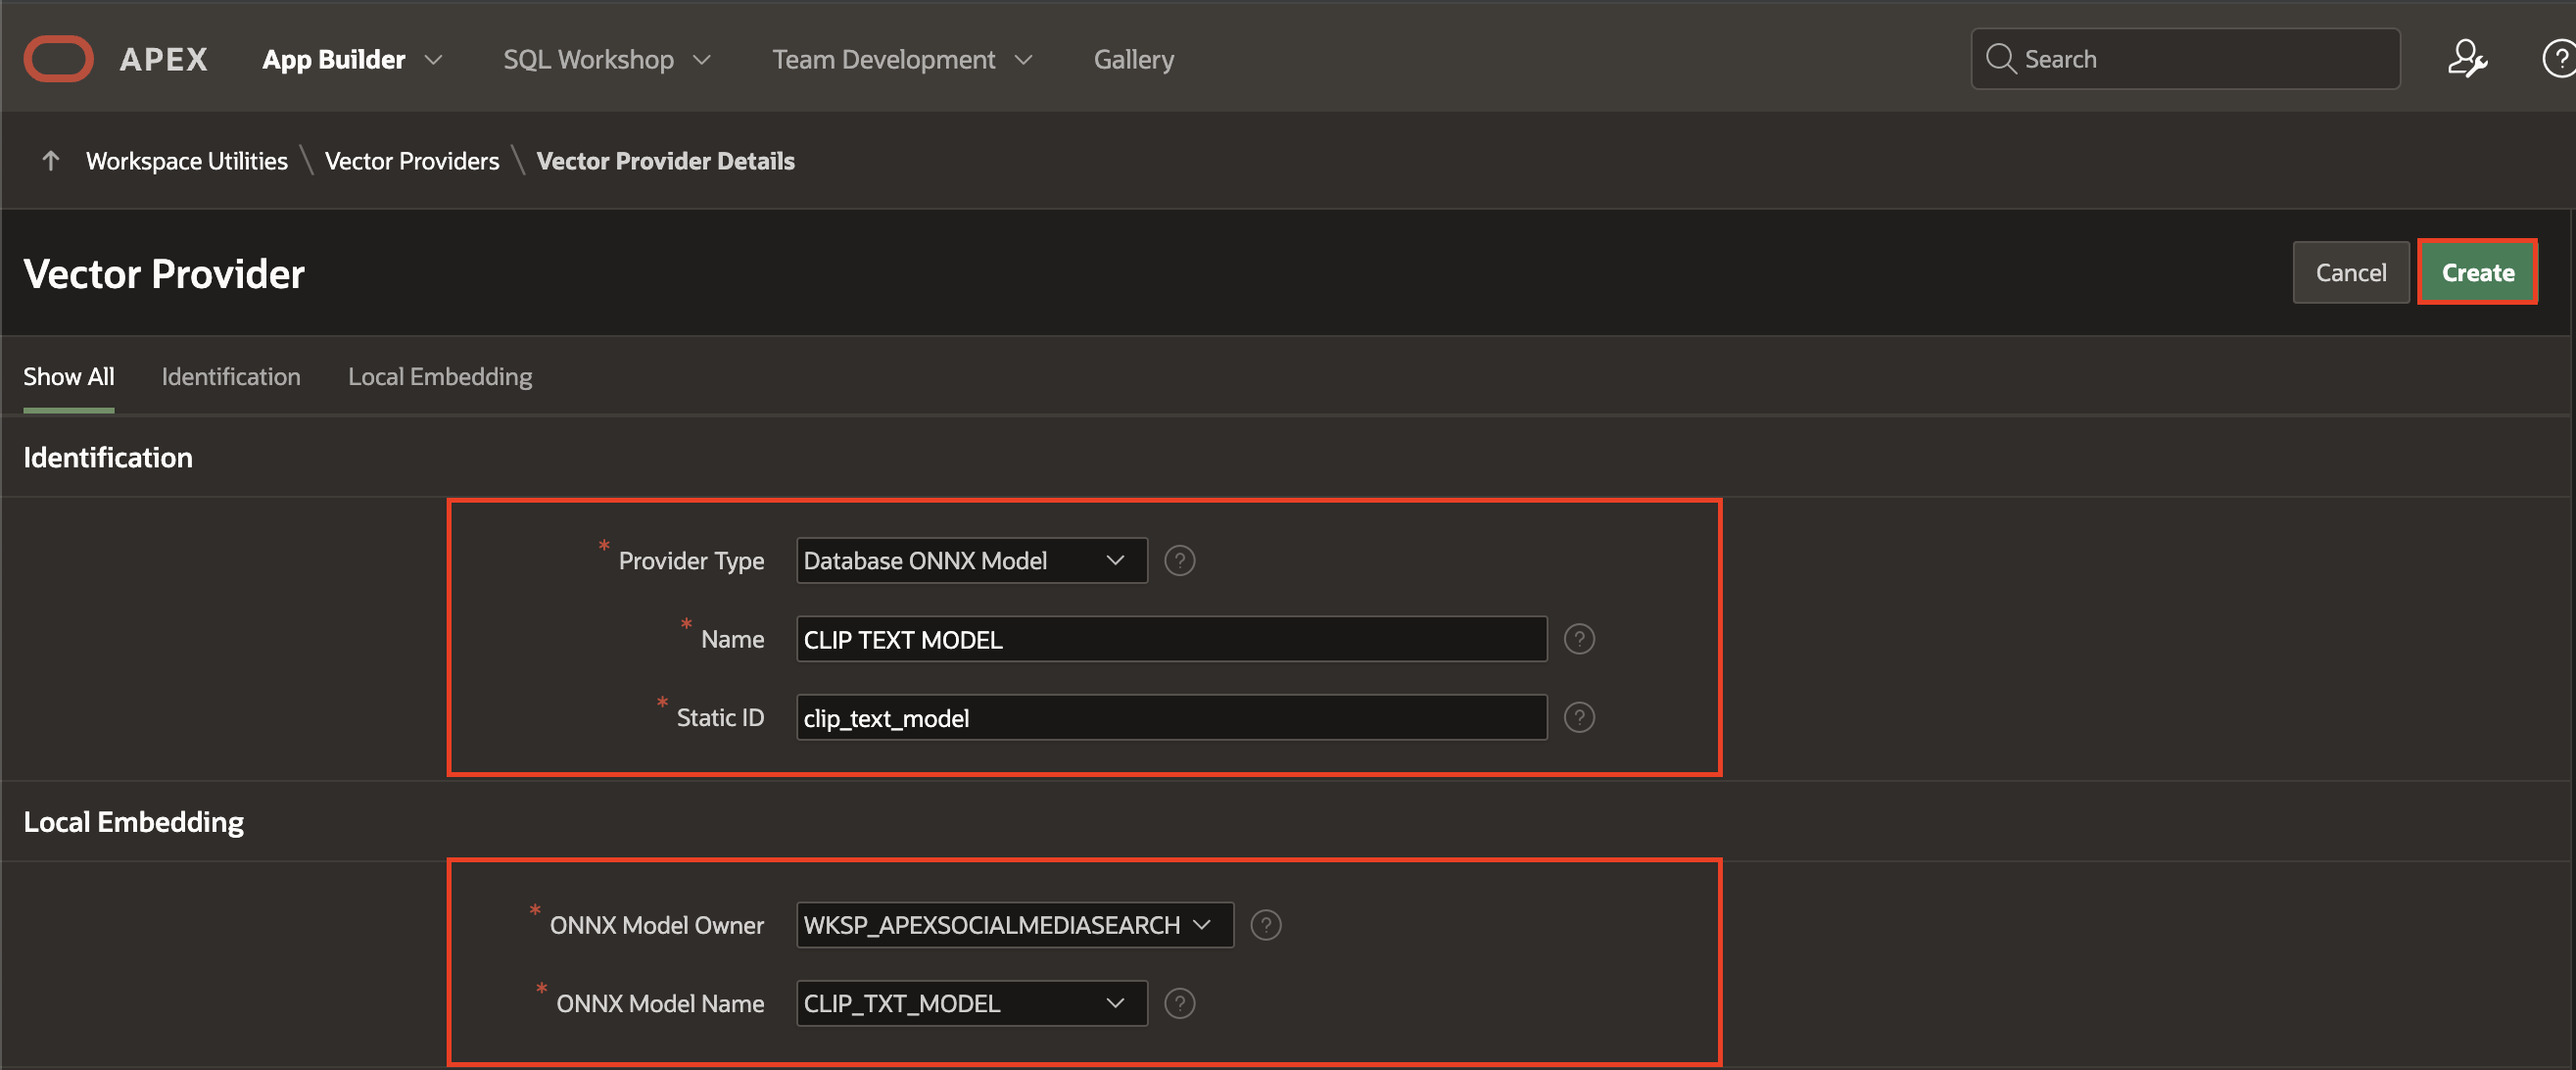 APEX App Builder SQL Workshop Team Development Gallery Search ?
Workspace Utilities \ Vector Providers \ Vector Provider Details
Vector Provider Cancel Create
Show All Identification Local Embedding
Identification
* Provider Type Database ONNX Model ?
* Name CLIP TEXT MODEL ?
* Static ID clip_text_model ?
Local Embedding
* ONNX Model Owner WKSP_APEXSOCIALMEDIASEARCH ?
* ONNX Model Name CLIP_TXT_MODEL ?